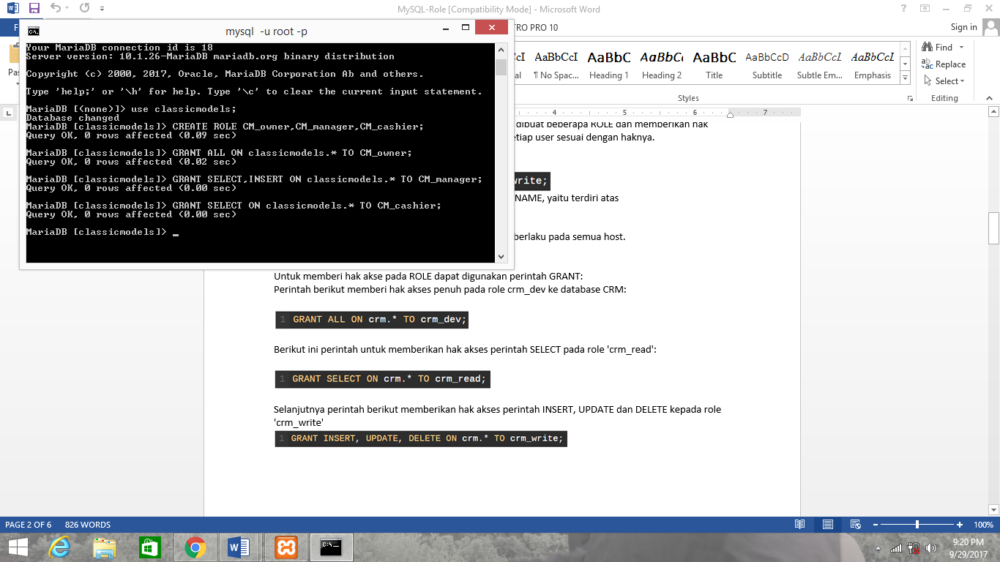 MySQL-Role [Compatibility Mode] - Microsoft Word
Sign in
mysql  -u root -p
Your MariaDB connection id is 18
Server version: 10.1.26-MariaDB mariadb.org binary distribution
Copyright (c) 2000, 2017, Oracle, MariaDB Corporation Ab and others.
Type 'help;' or '\h' for help. Type '\c' to clear the current input statement.
MariaDB [(none)]> use classicmodels;
Database changed
MariaDB [classicmodels]> CREATE ROLE CM_owner,CM_manager,CM_cashier;
Query OK, 0 rows affected (0.09 sec)
MariaDB [classicmodels]> GRANT ALL ON classicmodels.* TO CM_owner;
Query OK, 0 rows affected (0.02 sec)
MariaDB [classicmodels]> GRANT SELECT,INSERT ON classicmodels.* TO CM_manager;
Query OK, 0 rows affected (0.00 sec)
MariaDB [classicmodels]> GRANT SELECT ON classicmodels.* TO CM_cashier;
Query OK, 0 rows affected (0.00 sec)
MariaDB [classicmodels]> _
TRO PRO 10
AaBbCcI AaBbC AaBbCc AaBbC AaBbCcD AaBbCcI AaBbCcI
¶ No Spac... Heading 1 Heading 2 Title Subtitle Subtle Em... Emphasis
Styles
Find
Replace
Select
Editing
4 5 6 7
dibuat beberapa ROLE dan memberikan hak
etiap user sesuai dengan haknya.
write;
NAME, yaitu terdiri atas
berlaku pada semua host.
Untuk memberi hak akse pada ROLE dapat digunakan perintah GRANT:
Perintah berikut memberi hak akses penuh pada role crm_dev ke database CRM:
1 GRANT ALL ON crm.* TO crm_dev;
Berikut ini perintah untuk memberikan hak akses perintah SELECT pada role 'crm_read':
1 GRANT SELECT ON crm.* TO crm_read;
Selanjutnya perintah berikut memberikan hak akses perintah INSERT, UPDATE dan DELETE kepada role
'crm_write'
1 GRANT INSERT, UPDATE, DELETE ON crm.* TO crm_write;
PAGE 2 OF 6 826 WORDS
100%
9:20 PM
9/29/2017